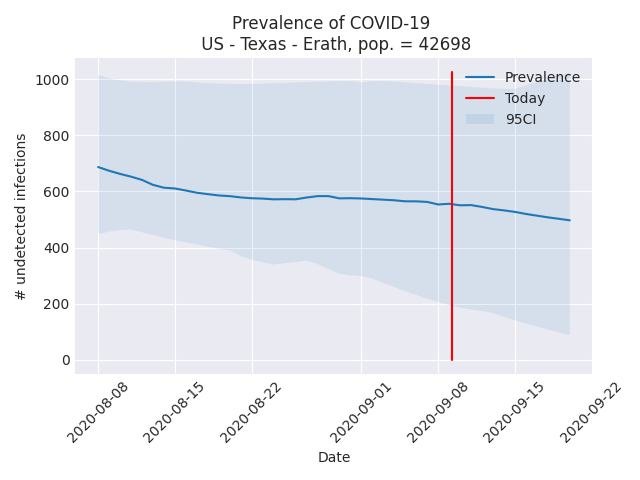 Prevalence of COVID-19
US - Texas - Erath, pop. = 42698
Prevalence
Today
95CI
# undetected infections
1000
800
600
400
200
0
2020-08-08
2020-08-15
2020-08-22
2020-09-01
2020-09-08
2020-09-15
2020-09-22
Date